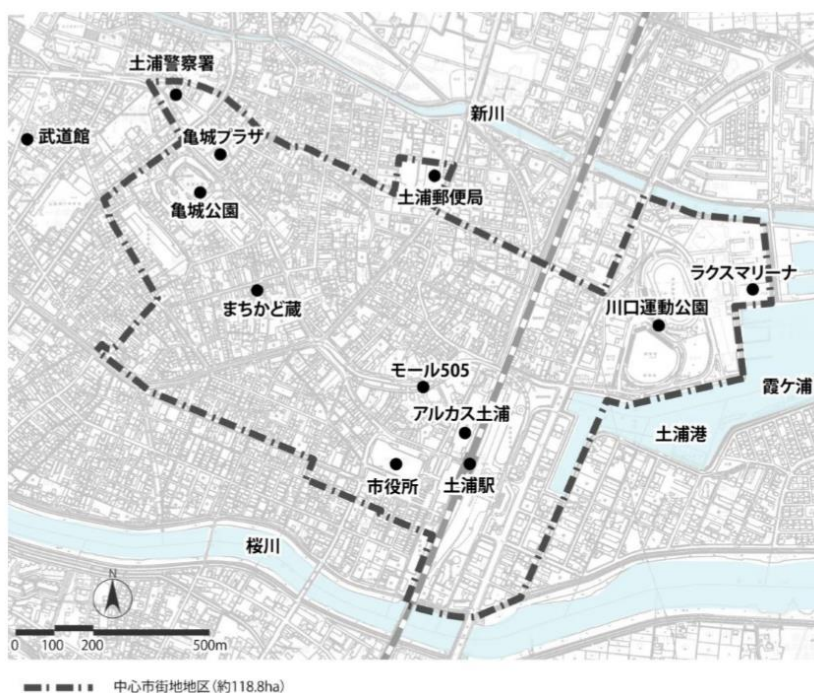 土浦警察署
新川
武道館
亀城プラザ
土浦郵便局
亀城公園
ラクスマリーナ
まちかど蔵
川口運動公園
モール505
霞ケ浦
アルカス土浦
土浦港
市役所
土浦駅
桜川
N
0 100 200 500m
中心市街地地区(約118.8ha)